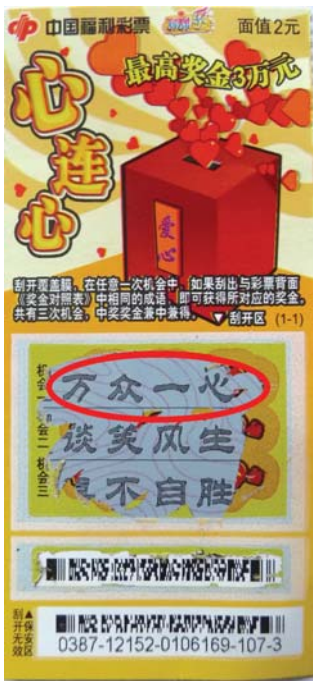 中国福利彩票
面值2元
最高奖金3万元
心连心
爱心
刮开覆盖膜，在任意一次机会中，如果刮出与彩票背面
《奖金对照表》中相同的成语，即可获得所对应的奖金。
共有三次机会，中奖奖金兼中兼得。▼刮开区 (1-1)
机会一 万众一心
会二 谈笑风生
机会三 不自胜
刮开无效
▲保安区
0387-12152-0106169-107-3